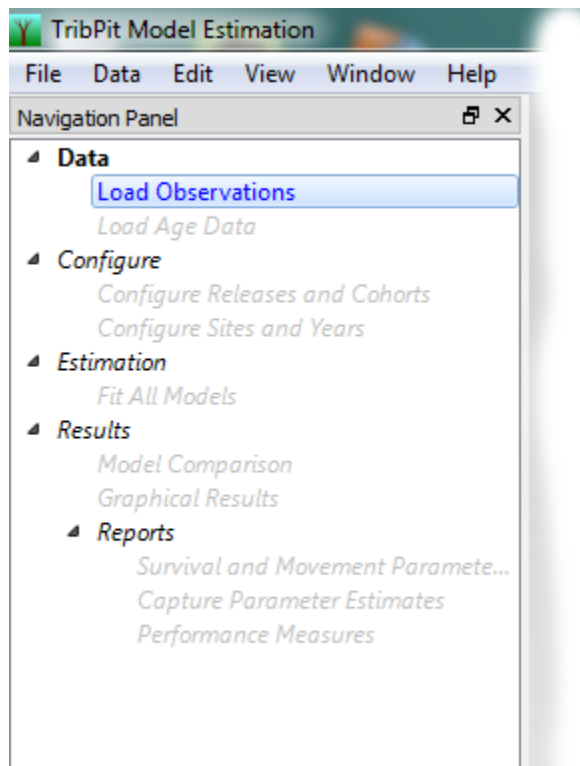 TribPit Model Estimation
File Data Edit View Window Help
Navigation Panel
Data
Load Observations
Load Age Data
Configure
Configure Releases and Cohorts
Configure Sites and Years
Estimation
Fit All Models
Results
Model Comparison
Graphical Results
Reports
Survival and Movement Paramete...
Capture Parameter Estimates
Performance Measures